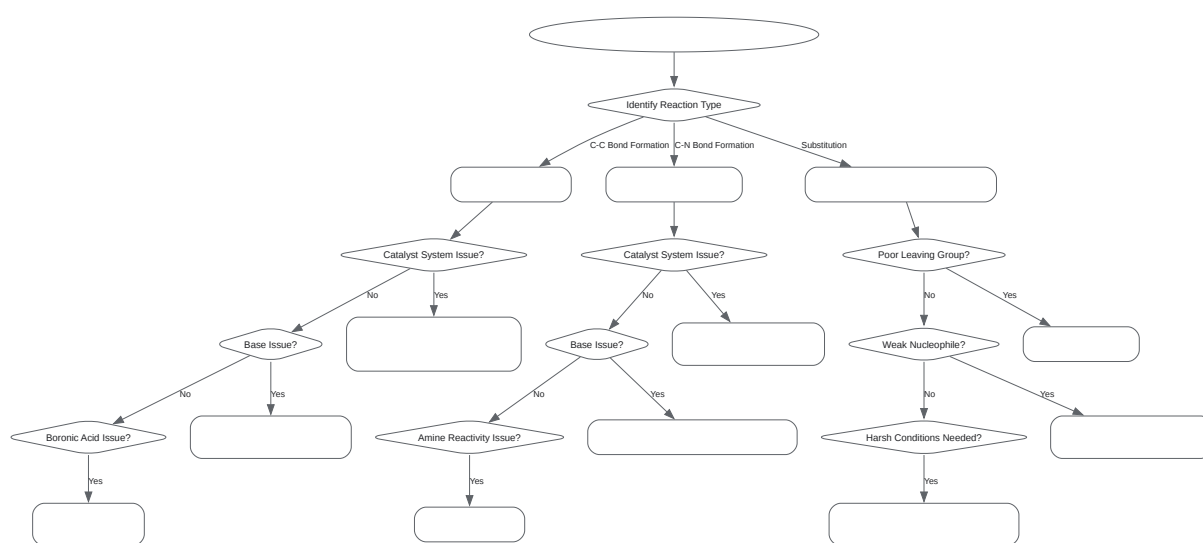 Identify Reaction Type
C-C Bond Formation
C-N Bond Formation
Substitution
Catalyst System Issue?
Catalyst System Issue?
Poor Leaving Group?
No
Yes
No
Yes
No
Yes
Base Issue?
Base Issue?
Weak Nucleophile?
No
Yes
No
Yes
No
Yes
Boronic Acid Issue?
Amine Reactivity Issue?
Harsh Conditions Needed?
Yes
Yes
Yes